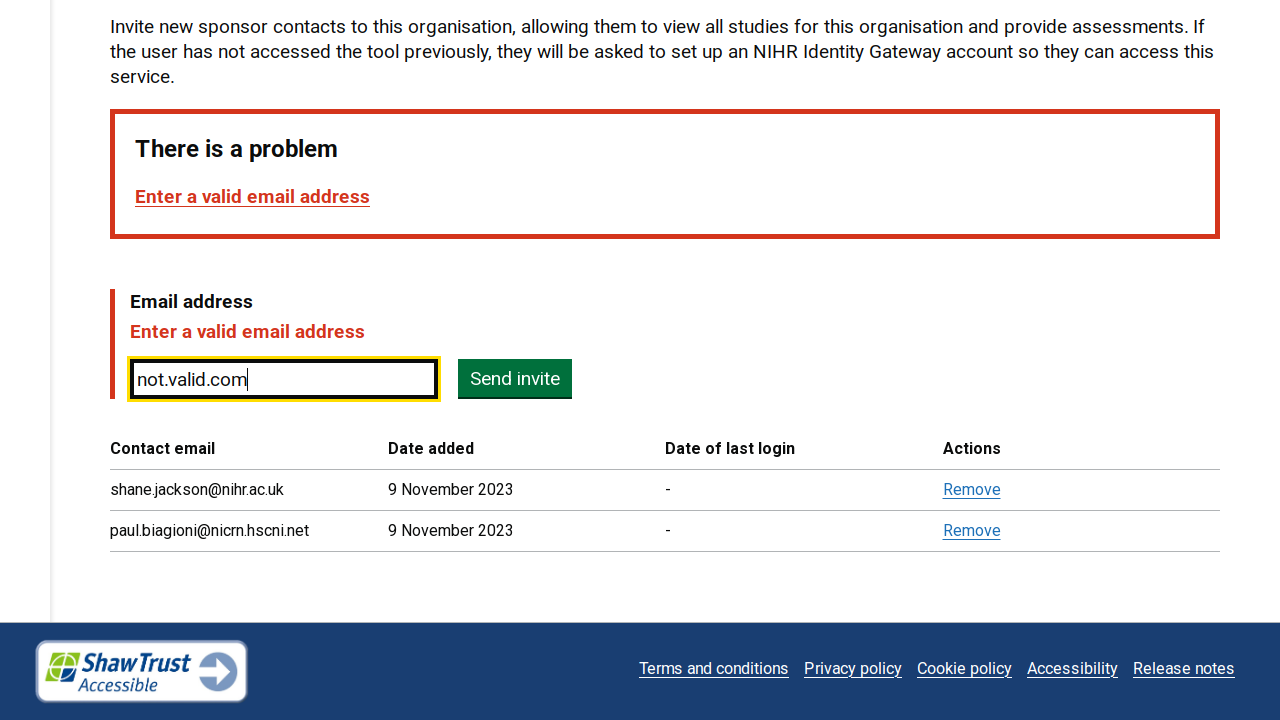 Invite new sponsor contacts to this organisation, allowing them to view all studies for this organisation and provide assessments. If
the user has not accessed the tool previously, they will be asked to set up an NIHR Identity Gateway account so they can access this
service.
There is a problem
Enter a valid email address
Email address
Enter a valid email address
not.valid.com Send invite
Contact email Date added Date of last login Actions
shane.jackson@nihr.ac.uk 9 November 2023 - Remove
paul.biagioni@nicrn.hscni.net 9 November 2023 - Remove
ShawTrust
Accessible
Terms and conditions Privacy policy Cookie policy Accessibility Release notes